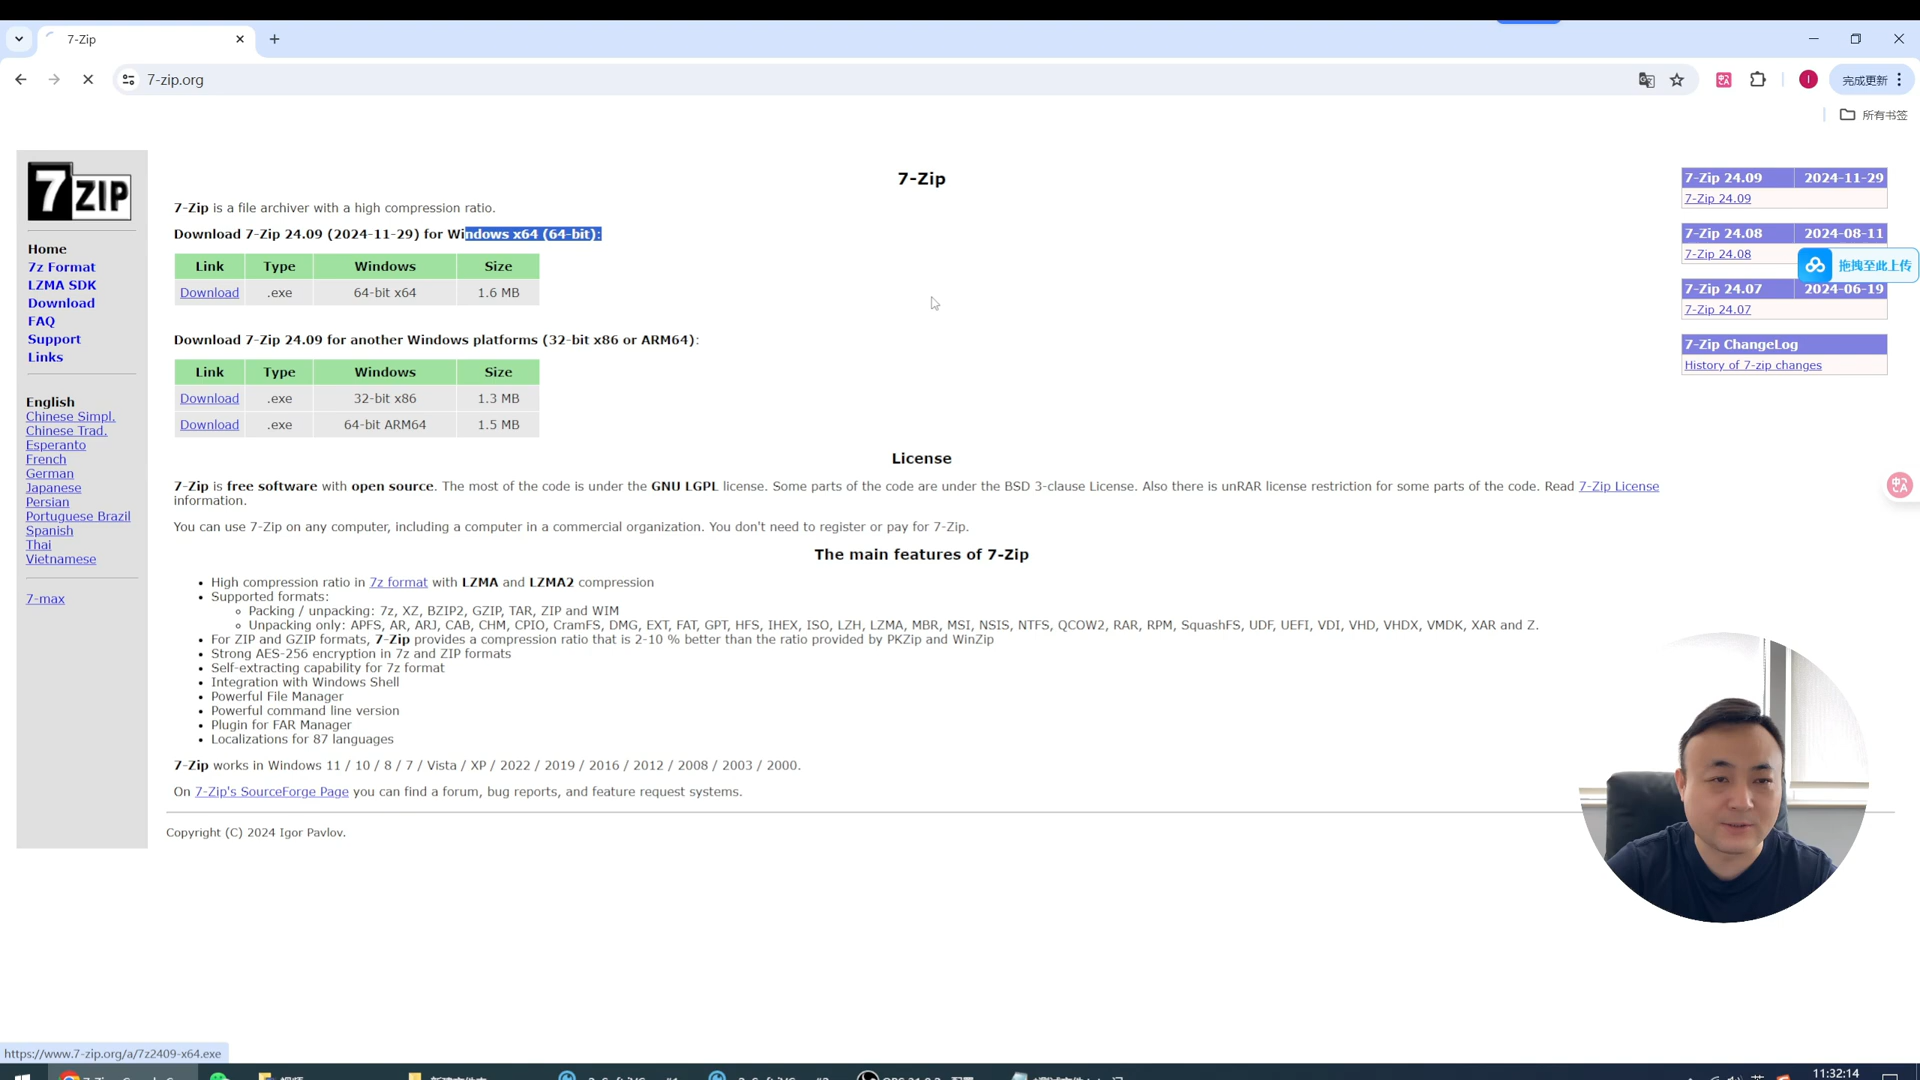 7-Zip
7-zip.org
完成更新
所有书签
7ZIP
Home
7z Format
LZMA SDK
Download
FAQ
Support
Links
English
Chinese Simpl.
Chinese Trad.
Esperanto
French
German
Japanese
Persian
Portuguese Brazil
Spanish
Thai
Vietnamese
7-max
7-Zip
7-Zip is a file archiver with a high compression ratio.
Download 7-Zip 24.09 (2024-11-29) for Windows x64 (64-bit):
Link Type Windows Size
Download .exe 64-bit x64 1.6 MB
Download 7-Zip 24.09 for another Windows platforms (32-bit x86 or ARM64):
Link Type Windows Size
Download .exe 32-bit x86 1.3 MB
Download .exe 64-bit ARM64 1.5 MB
License
7-Zip is free software with open source. The most of the code is under the GNU LGPL license. Some parts of the code are under the BSD 3-clause License. Also there is unRAR license restriction for some parts of the code. Read 7-Zip License
information.
You can use 7-Zip on any computer, including a computer in a commercial organization. You don't need to register or pay for 7-Zip.
The main features of 7-Zip
• High compression ratio in 7z format with LZMA and LZMA2 compression
• Supported formats:
◦ Packing / unpacking: 7z, XZ, BZIP2, GZIP, TAR, ZIP and WIM
◦ Unpacking only: APFS, AR, ARJ, CAB, CHM, CPIO, CramFS, DMG, EXT, FAT, GPT, HFS, IHEX, ISO, LZH, LZMA, MBR, MSI, NSIS, NTFS, QCOW2, RAR, RPM, SquashFS, UDF, UEFI, VDI, VHD, VHDX, VMDK, XAR and Z.
• For ZIP and GZIP formats, 7-Zip provides a compression ratio that is 2-10 % better than the ratio provided by PKZip and WinZip
• Strong AES-256 encryption in 7z and ZIP formats
• Self-extracting capability for 7z format
• Integration with Windows Shell
• Powerful File Manager
• Powerful command line version
• Plugin for FAR Manager
• Localizations for 87 languages
7-Zip works in Windows 11 / 10 / 8 / 7 / Vista / XP / 2022 / 2019 / 2016 / 2012 / 2008 / 2003 / 2000.
On 7-Zip's SourceForge Page you can find a forum, bug reports, and feature request systems.
Copyright (C) 2024 Igor Pavlov.
7-Zip 24.09 2024-11-29
7-Zip 24.09
7-Zip 24.08 2024-08-11
7-Zip 24.08
拖拽至此上传
7-Zip 24.07 2024-06-19
7-Zip 24.07
7-Zip ChangeLog
History of 7-zip changes
https://www.7-zip.org/a/7z2409-x64.exe
11:32:14